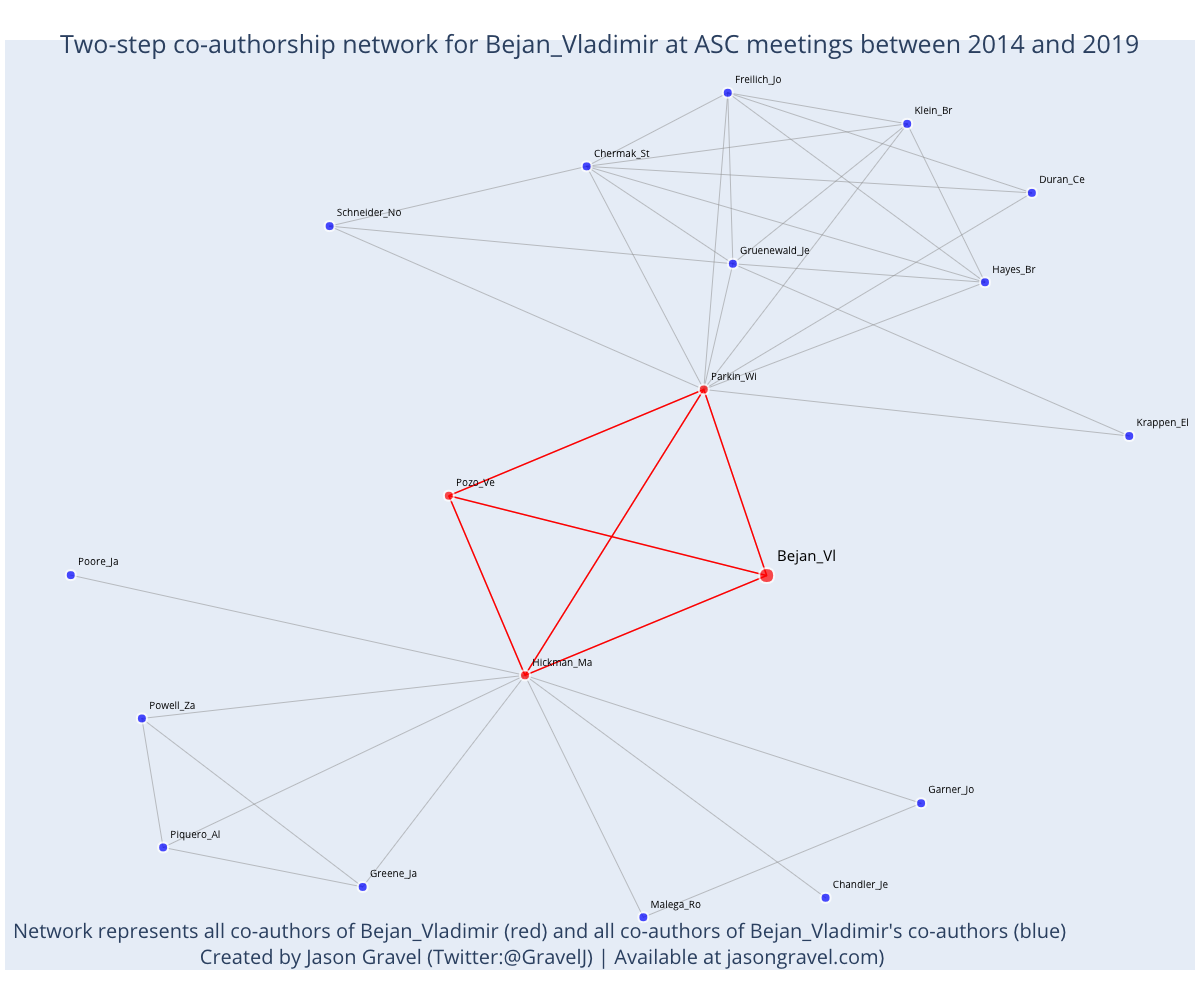 Two-step co-authorship network for Bejan_Vladimir at ASC meetings between 2014 and 2019
Freilich_Jo
Klein_Br
Chermak_St
Duran_Ce
Schneider_No
Gruenewald_Je
Hayes_Br
Parkin_Wi
Krappen_El
Pozo_Ve
Bejan_Vl
Poore_Ja
Hickman_Ma
Powell_Za
Garner_Jo
Piquero_Al
Greene_Ja
Chandler_Je
Malega_Ro
Network represents all co-authors of Bejan_Vladimir (red) and all co-authors of Bejan_Vladimir's co-authors (blue)
Created by Jason Gravel (Twitter:@GravelJ) | Available at jasongravel.com)